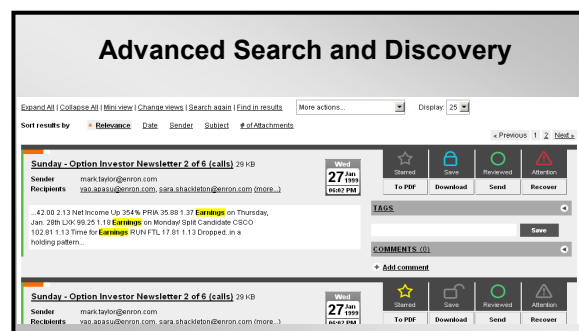 Advanced Search and Discovery
Expand All | Collapse All | Mini view | Change views | Search again | Find in results More actions... Display: 25
Sort results by Relevance Date Sender Subject # of Attachments
« Previous 1 2 Next »
Sunday - Option Investor Newsletter 2 of 6 (calls) 29 KB
Wed
27 Jan 1999
06:02 PM
Starred Save Reviewed Attention
To PDF Download Send Recover
Sender mark.taylor@enron.com
Recipients yao.apasu@enron.com, sara.shackleton@enron.com (more...)
...42.00 2.13 Net Income Up 354% PRIA 35.88 1.37 Earnings on Thursday,
Jan. 28th LXK 99.25 1.18 Earnings on Monday! Split Candidate CSCO
102.81 1.13 Time for Earnings RUN FTL 17.81 1.13 Dropped..in a
holding pattern...
TAGS
Save
COMMENTS (0)
+ Add comment
Sunday - Option Investor Newsletter 2 of 6 (calls) 29 KB
Wed
27 Jan 1999
06:02 PM
Starred Save Reviewed Attention
To PDF Download Send Recover
Sender mark.taylor@enron.com
Recipients yao.apasu@enron.com, sara.shackleton@enron.com (more...)